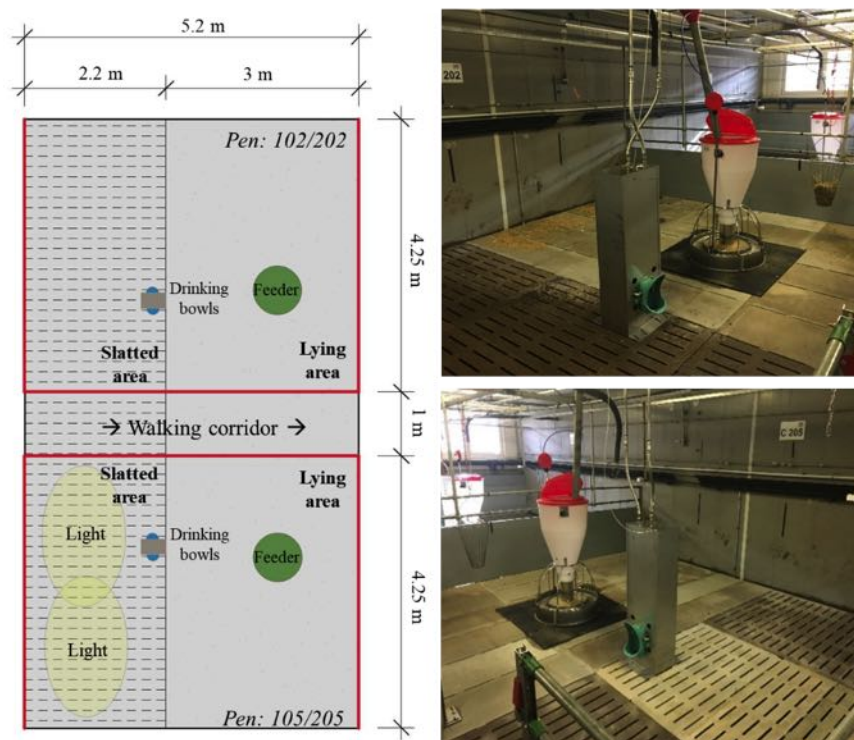 5.2 m
2.2 m
3 m
Pen: 102/202
4.25 m
Drinking
bowls
Feeder
Slatted
area
Lying
area
→ Walking corridor →
1 m
Slatted
area
Lying
area
Light
Drinking
bowls
Feeder
4.25 m
Light
Pen: 105/205
202
C 205